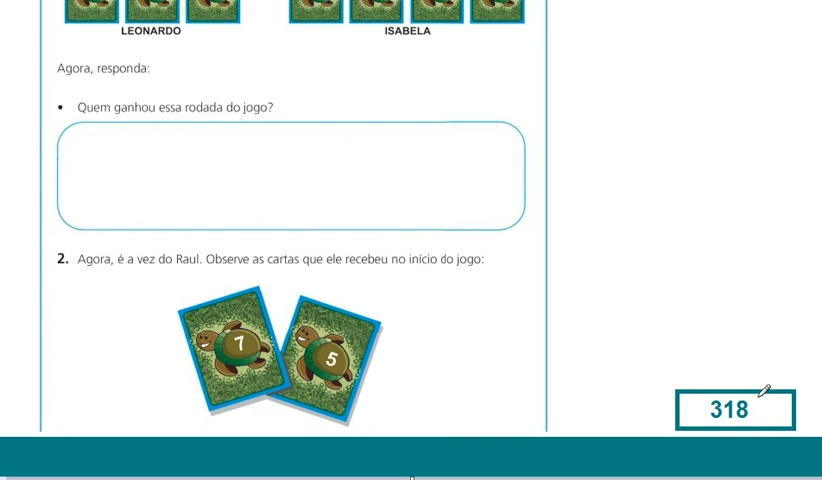 LEONARDO ISABELA
Agora, responda:
• Quem ganhou essa rodada do jogo?
2. Agora, é a vez do Raul. Observe as cartas que ele recebeu no início do jogo:
7 5
318